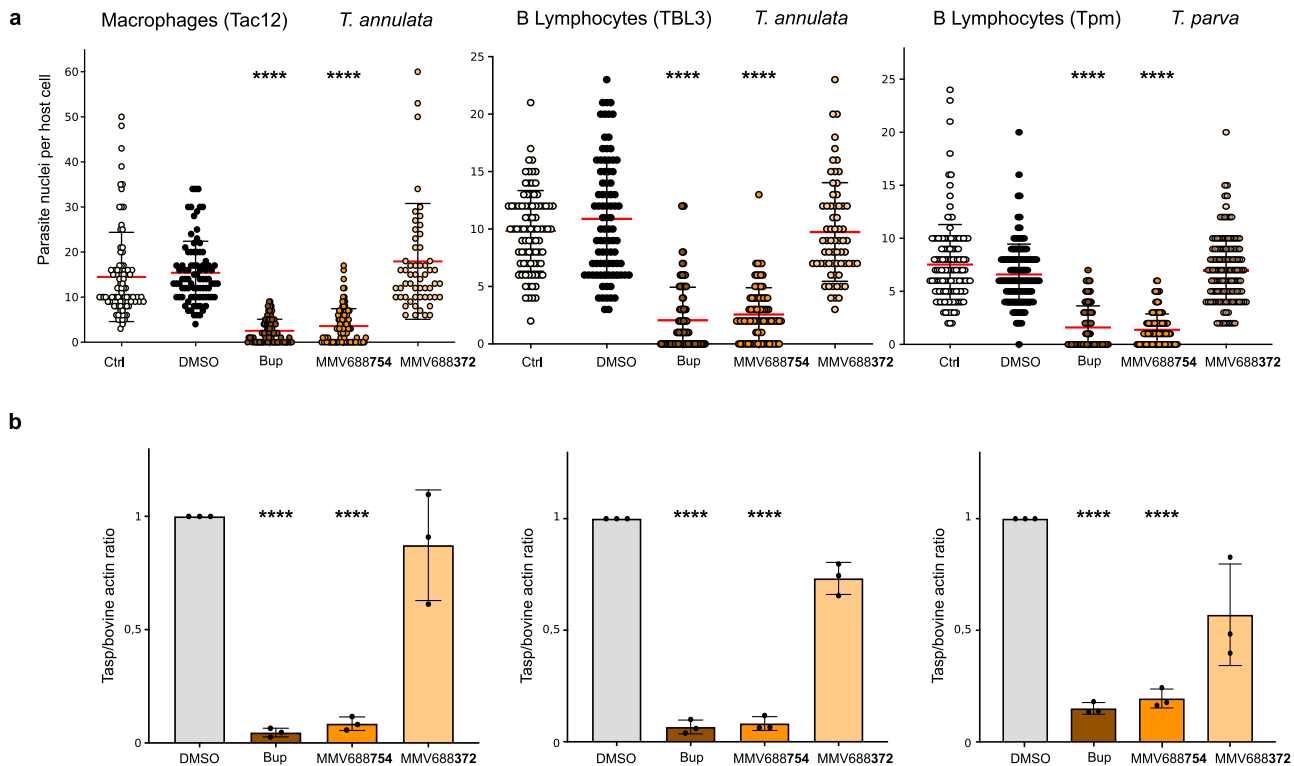 a
Macrophages (Tac12) T. annulata
B Lymphocytes (TBL3) T. annulata
B Lymphocytes (Tpm) T. parva
Parasite nuclei per host cell
60
50
40
30
20
10
0
**** ****
Ctrl DMSO Bup MMV688754 MMV688372
25
20
15
10
5
0
**** ****
Ctrl DMSO Bup MMV688754 MMV688372
25
20
15
10
5
0
**** ****
Ctrl DMSO Bup MMV688754 MMV688372
b
Tasp/bovine actin ratio
1
0,5
0
**** ****
DMSO Bup MMV688754 MMV688372
Tasp/bovine actin ratio
1
0,5
0
**** ****
DMSO Bup MMV688754 MMV688372
Tasp/bovine actin ratio
1
0,5
0
**** ****
DMSO Bup MMV688754 MMV688372